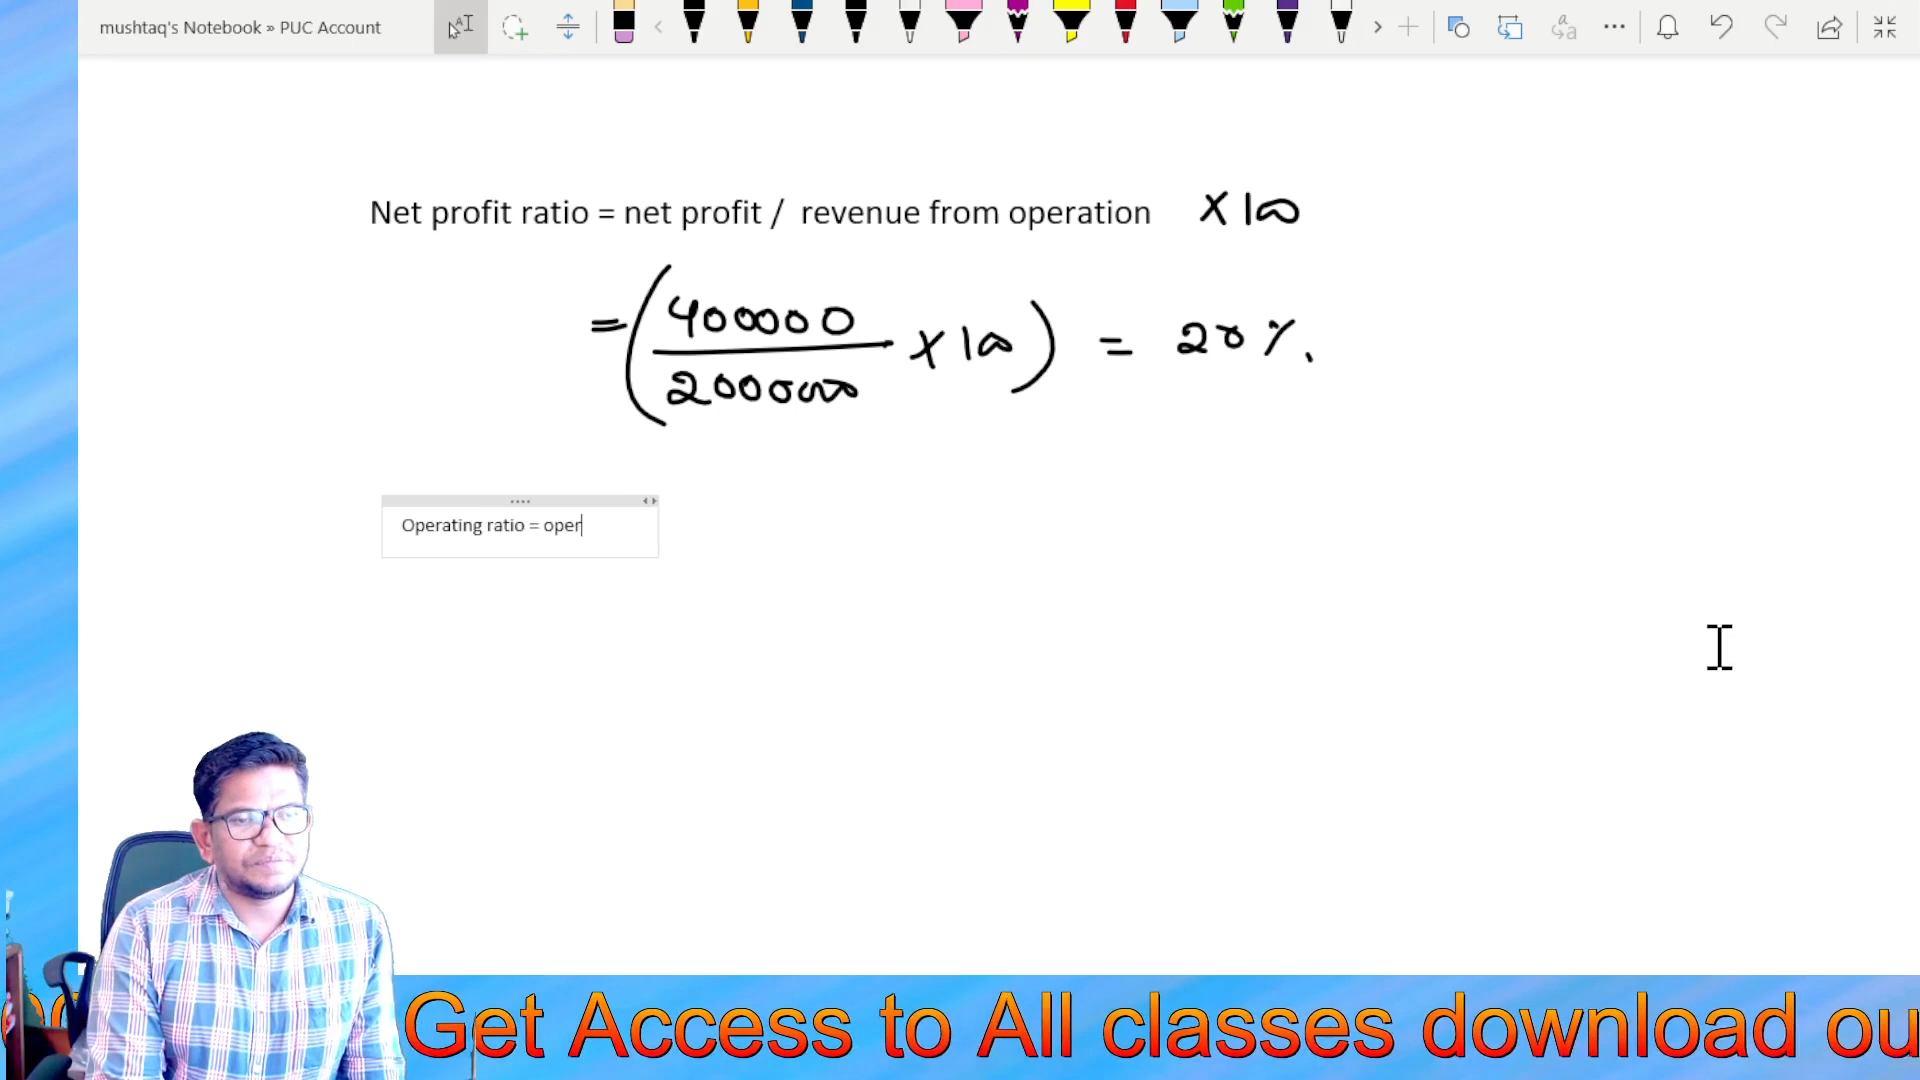 mushtaq's Notebook » PUC Account
Net profit ratio = net profit / revenue from operation × 100
= ( 400000 / 2000000 × 100 ) = 20 %.
Operating ratio = oper
Get Access to All classes download ou